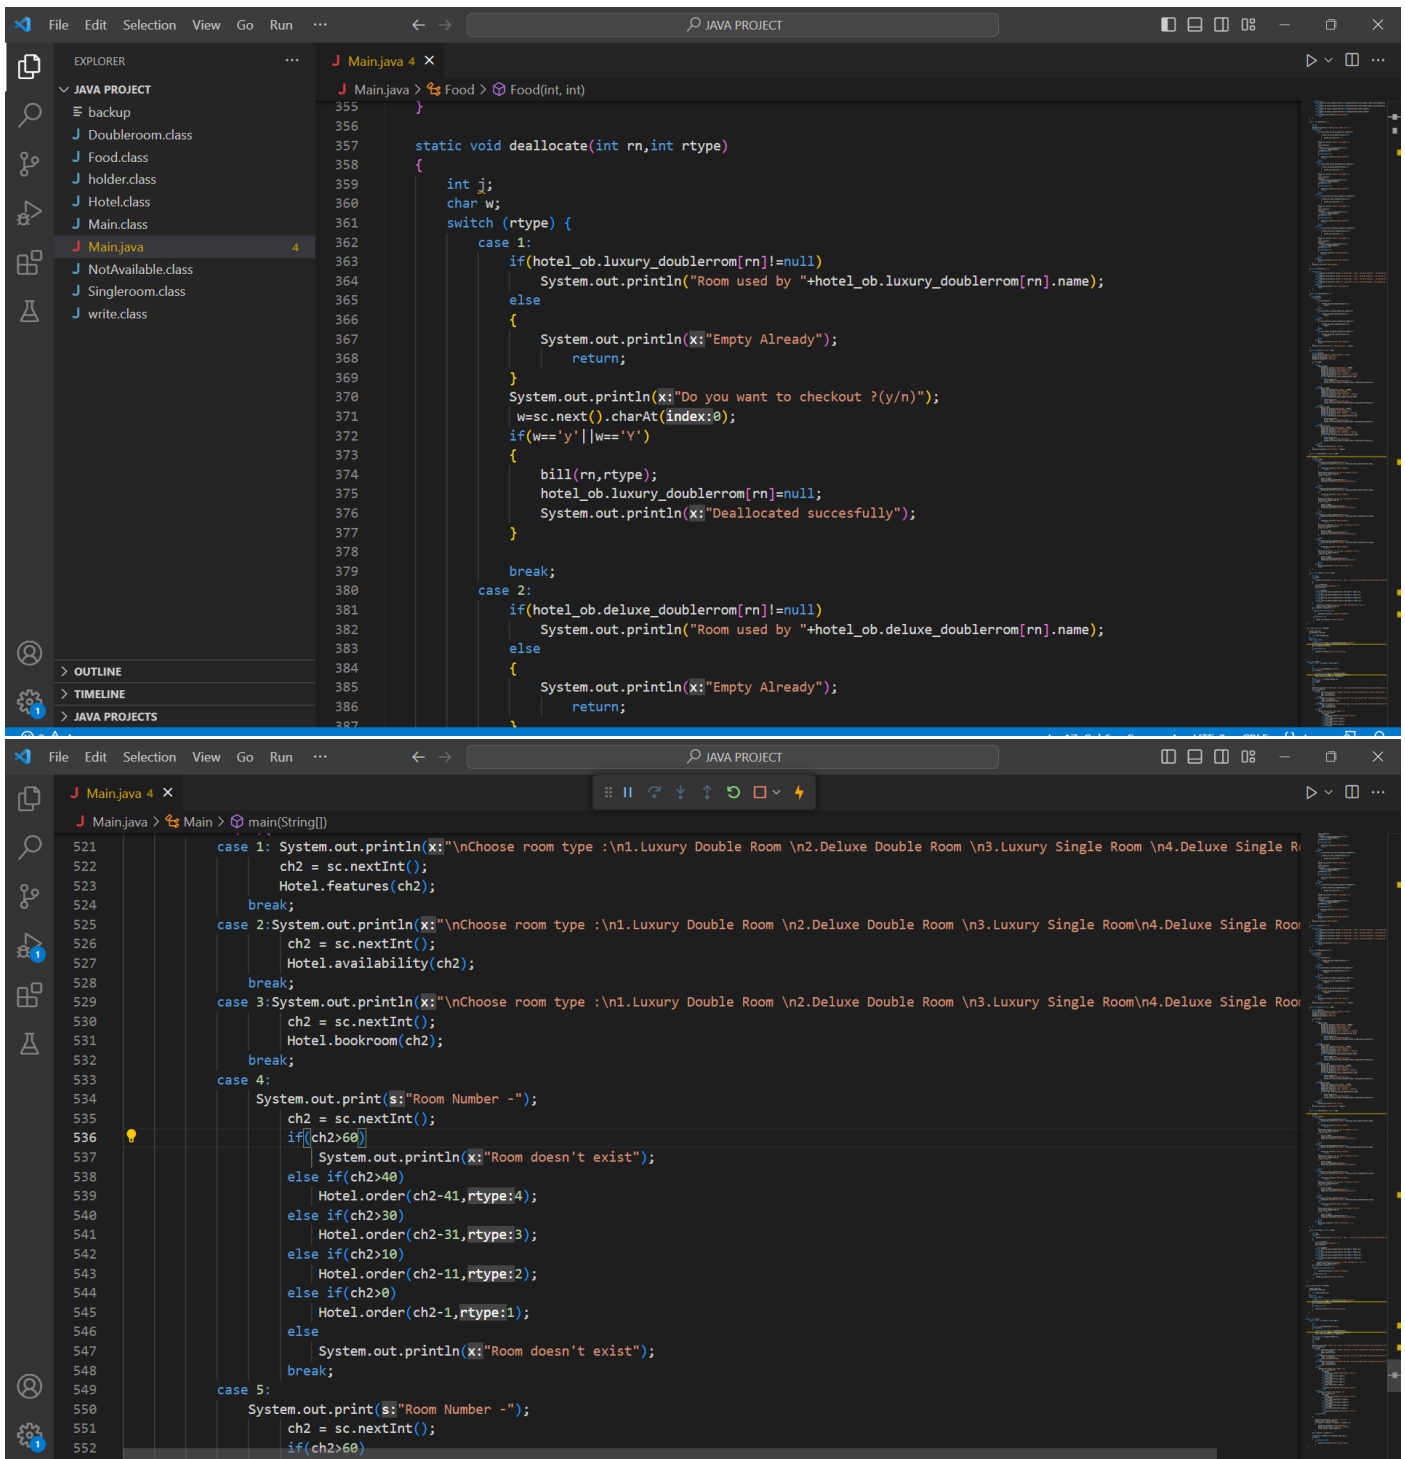 File Edit Selection View Go Run ··· JAVA PROJECT
EXPLORER ···
JAVA PROJECT
backup
Doubleroom.class
Food.class
holder.class
Hotel.class
Main.class
Main.java 4
NotAvailable.class
Singleroom.class
write.class
OUTLINE
TIMELINE
JAVA PROJECTS
1
Main.java 4
Main.java > Food > Food(int, int)
355 }
356
357 static void deallocate(int rn,int rtype)
358 {
359 int j;
360 char w;
361 switch (rtype) {
362 case 1:
363 if(hotel_ob.luxury_doublerrom[rn]!=null)
364 System.out.println("Room used by "+hotel_ob.luxury_doublerrom[rn].name);
365 else
366 {
367 System.out.println(x:"Empty Already");
368 return;
369 }
370 System.out.println(x:"Do you want to checkout ?(y/n)");
371 w=sc.next().charAt(index:0);
372 if(w=='y'||w=='Y')
373 {
374 bill(rn,rtype);
375 hotel_ob.luxury_doublerrom[rn]=null;
376 System.out.println(x:"Deallocated succesfully");
377 }
378
379 break;
380 case 2:
381 if(hotel_ob.deluxe_doublerrom[rn]!=null)
382 System.out.println("Room used by "+hotel_ob.deluxe_doublerrom[rn].name);
383 else
384 {
385 System.out.println(x:"Empty Already");
386 return;
387 }
File Edit Selection View Go Run ··· JAVA PROJECT
Main.java 4
Main.java > Main > main(String[])
521 case 1: System.out.println(x:"\nChoose room type :\n1.Luxury Double Room \n2.Deluxe Double Room \n3.Luxury Single Room \n4.Deluxe Single R
522 ch2 = sc.nextInt();
523 Hotel.features(ch2);
524 break;
525 case 2:System.out.println(x:"\nChoose room type :\n1.Luxury Double Room \n2.Deluxe Double Room \n3.Luxury Single Room\n4.Deluxe Single Roo
526 ch2 = sc.nextInt();
527 Hotel.availability(ch2);
528 break;
529 case 3:System.out.println(x:"\nChoose room type :\n1.Luxury Double Room \n2.Deluxe Double Room \n3.Luxury Single Room\n4.Deluxe Single Roo
530 ch2 = sc.nextInt();
531 Hotel.bookroom(ch2);
532 break;
533 case 4:
534 System.out.print(s:"Room Number -");
535 ch2 = sc.nextInt();
536 if(ch2>60)
537 System.out.println(x:"Room doesn't exist");
538 else if(ch2>40)
539 Hotel.order(ch2-41,rtype:4);
540 else if(ch2>30)
541 Hotel.order(ch2-31,rtype:3);
542 else if(ch2>10)
543 Hotel.order(ch2-11,rtype:2);
544 else if(ch2>0)
545 Hotel.order(ch2-1,rtype:1);
546 else
547 System.out.println(x:"Room doesn't exist");
548 break;
549 case 5:
550 System.out.print(s:"Room Number -");
551 ch2 = sc.nextInt();
552 if(ch2>60)
1
1